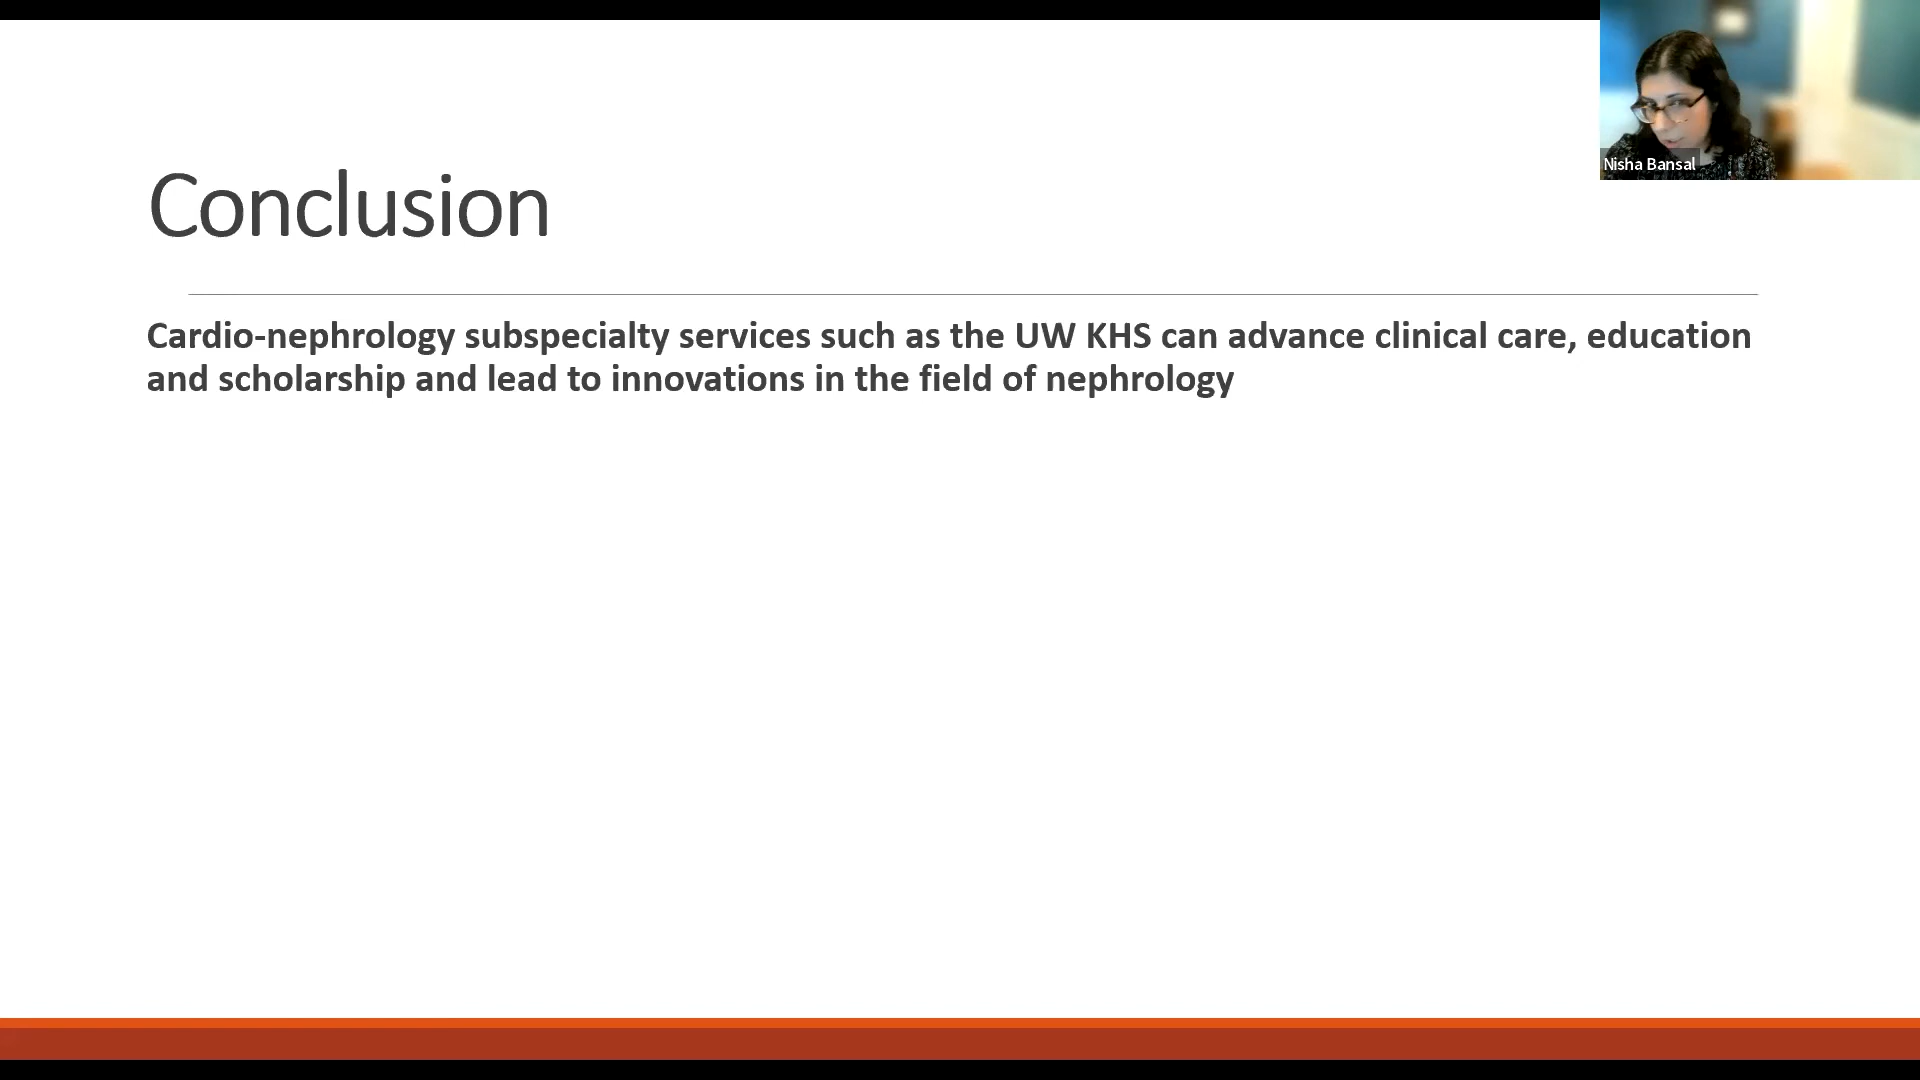 Nisha Bansal
Conclusion
Cardio-nephrology subspecialty services such as the UW KHS can advance clinical care, education
and scholarship and lead to innovations in the field of nephrology